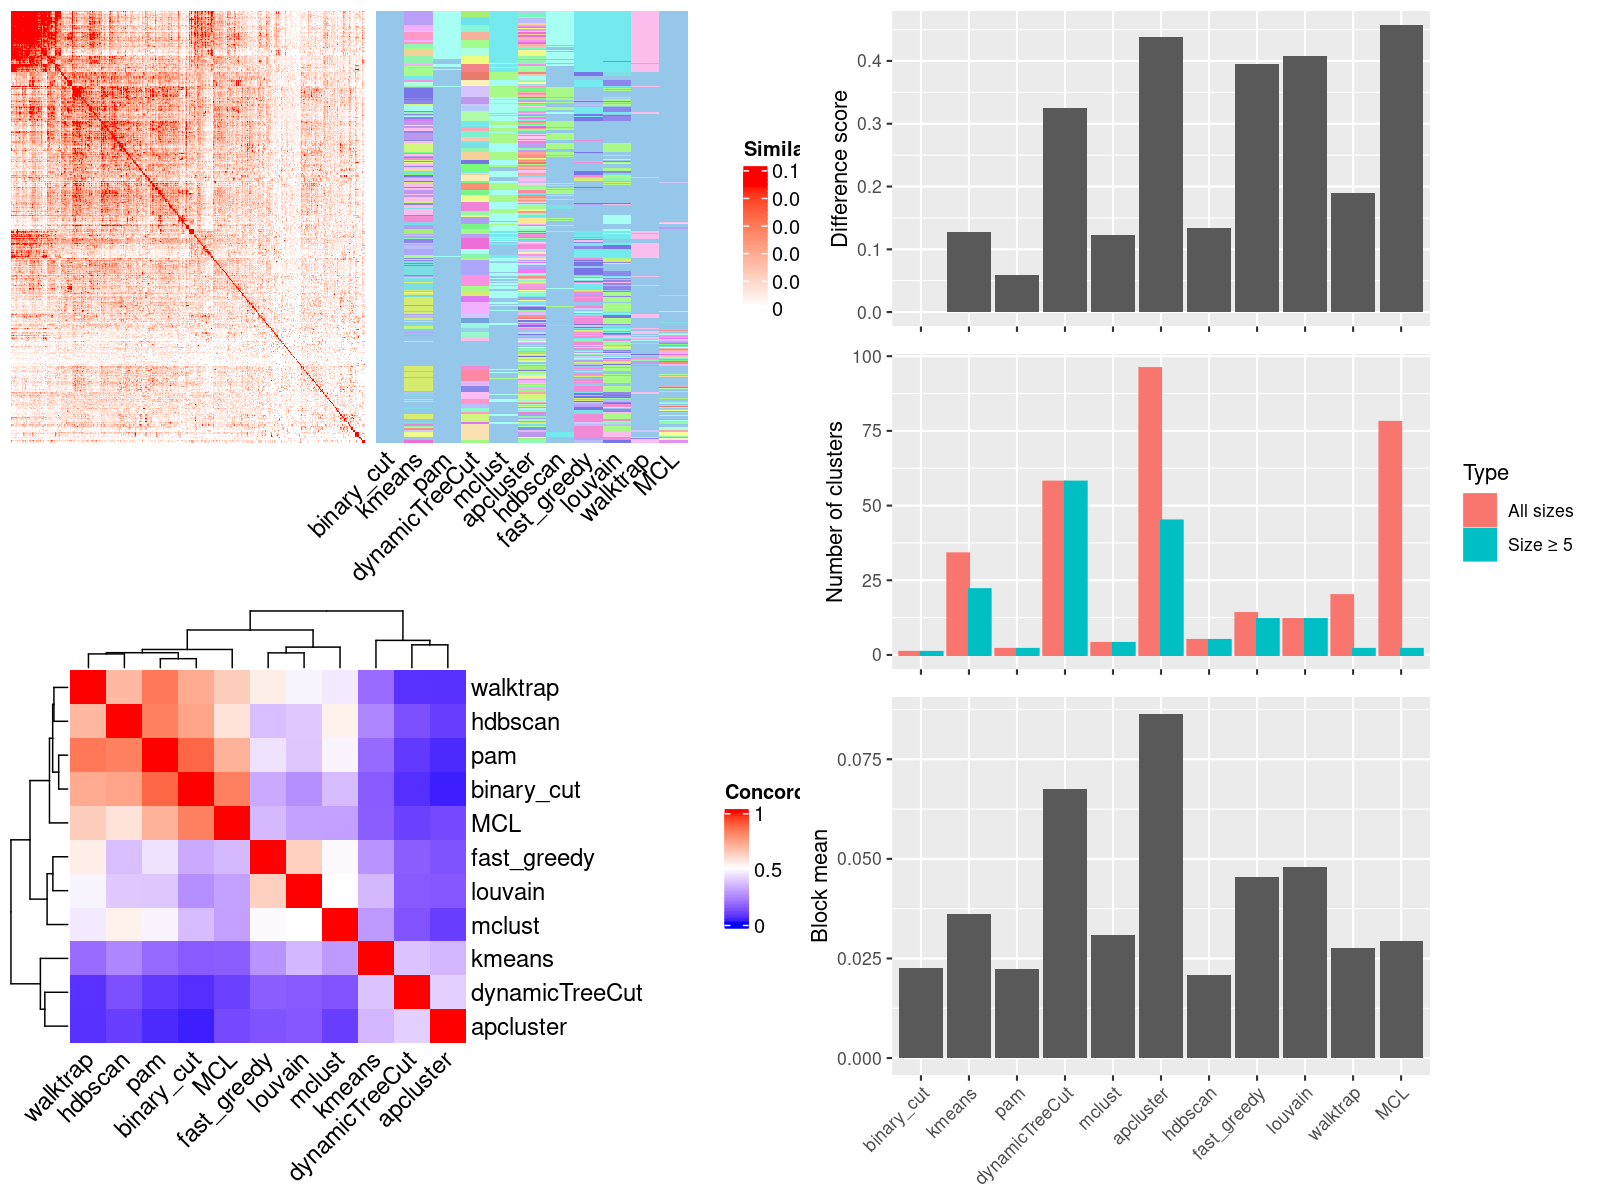 Simila
0.1
0.0
0.0
0.0
0.0
0
binary_cut
kmeans
pam
dynamicTreeCut
mclust
apcluster
hdbscan
fast_greedy
louvain
walktrap
MCL
walktrap
hdbscan
pam
binary_cut
MCL
fast_greedy
louvain
mclust
kmeans
dynamicTreeCut
apcluster
walktrap
hdbscan
pam
binary_cut
MCL
fast_greedy
louvain
mclust
kmeans
dynamicTreeCut
apcluster
Concord
1
0.5
0
Difference score
0.4
0.3
0.2
0.1
0.0
Number of clusters
100
75
50
25
0
Type
All sizes
Size ≥ 5
Block mean
0.075
0.050
0.025
0.000
binary_cut
kmeans
pam
dynamicTreeCut
mclust
apcluster
hdbscan
fast_greedy
louvain
walktrap
MCL